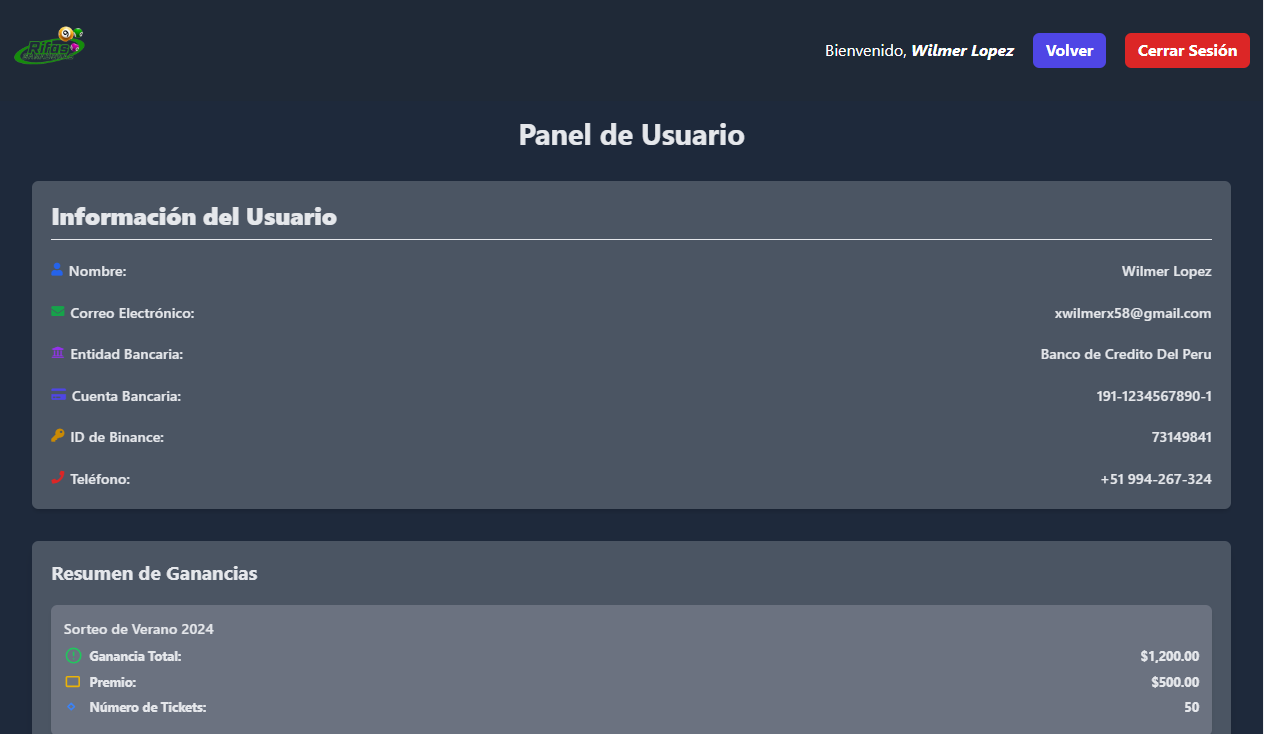 Rifas
Bienvenido, Wilmer Lopez
Volver
Cerrar Sesión
Panel de Usuario
Información del Usuario
Nombre: Wilmer Lopez
Correo Electrónico: xwilmerx58@gmail.com
Entidad Bancaria: Banco de Credito Del Peru
Cuenta Bancaria: 191-1234567890-1
ID de Binance: 73149841
Teléfono: +51 994-267-324
Resumen de Ganancias
Sorteo de Verano 2024
Ganancia Total: $1,200.00
Premio: $500.00
Número de Tickets: 50